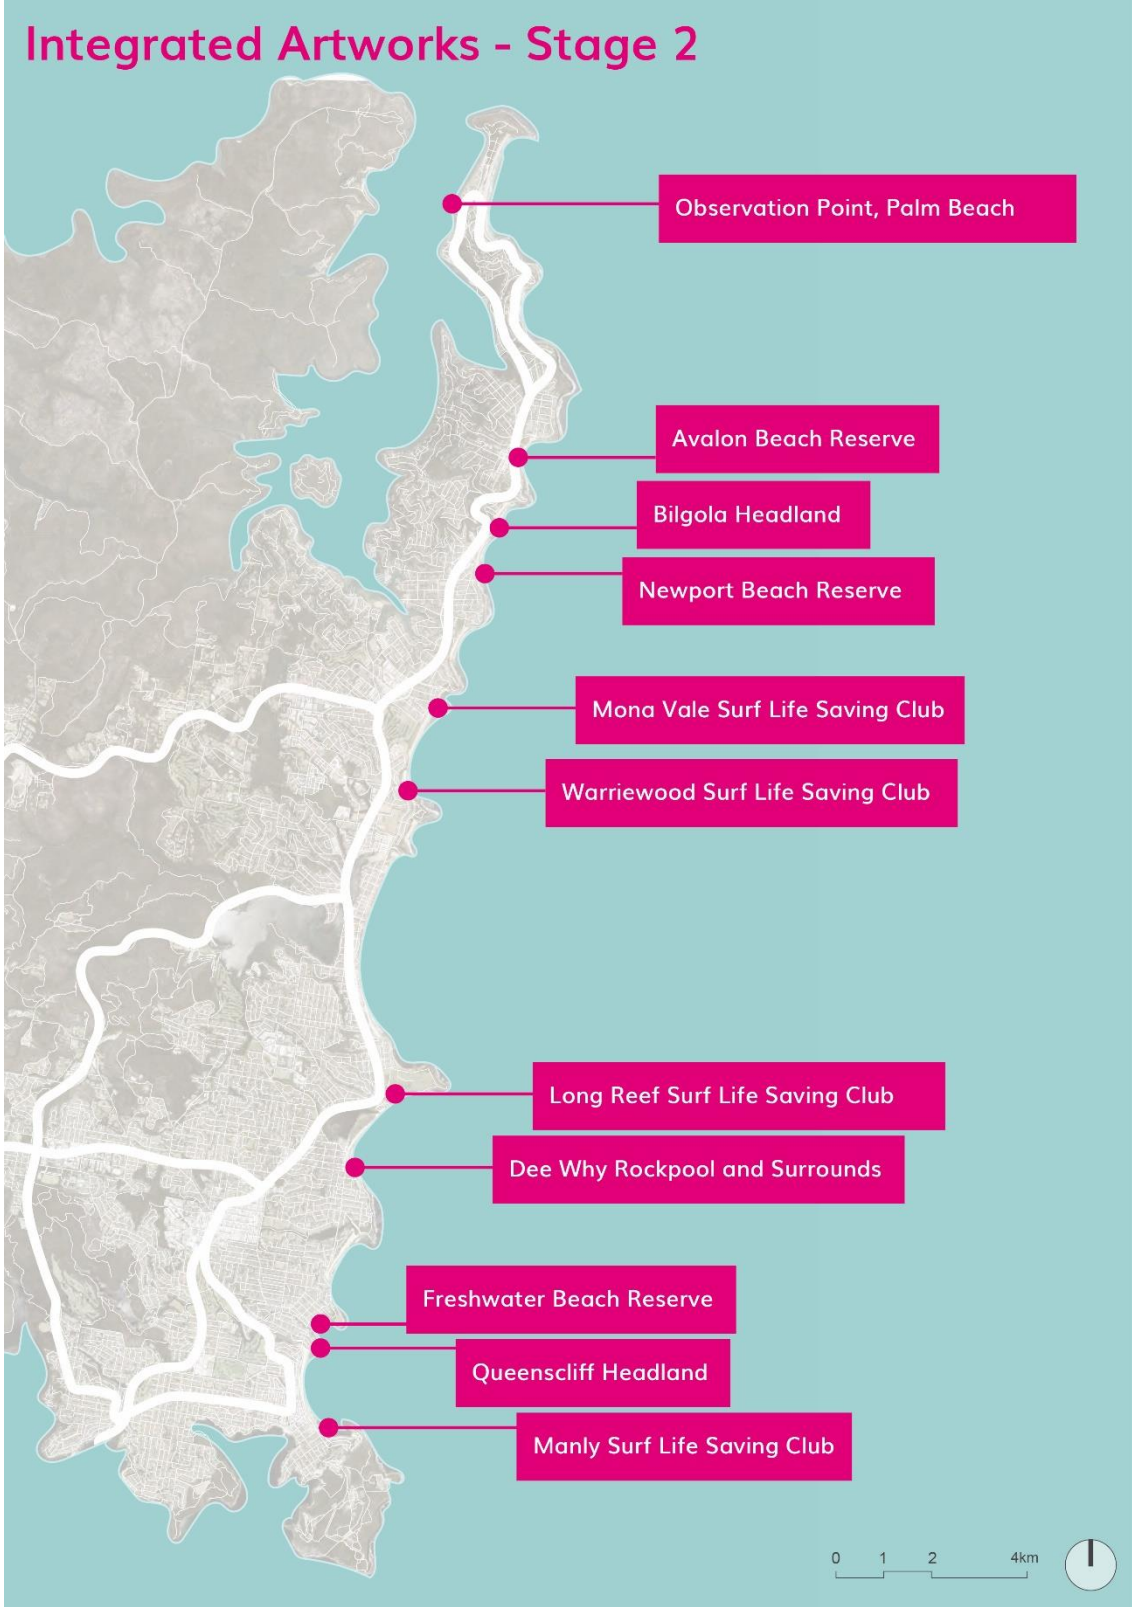 Integrated Artworks - Stage 2
Observation Point, Palm Beach
Avalon Beach Reserve
Bilgola Headland
Newport Beach Reserve
Mona Vale Surf Life Saving Club
Warriewood Surf Life Saving Club
Long Reef Surf Life Saving Club
Dee Why Rockpool and Surrounds
Freshwater Beach Reserve
Queenscliff Headland
Manly Surf Life Saving Club
0 1 2 4km